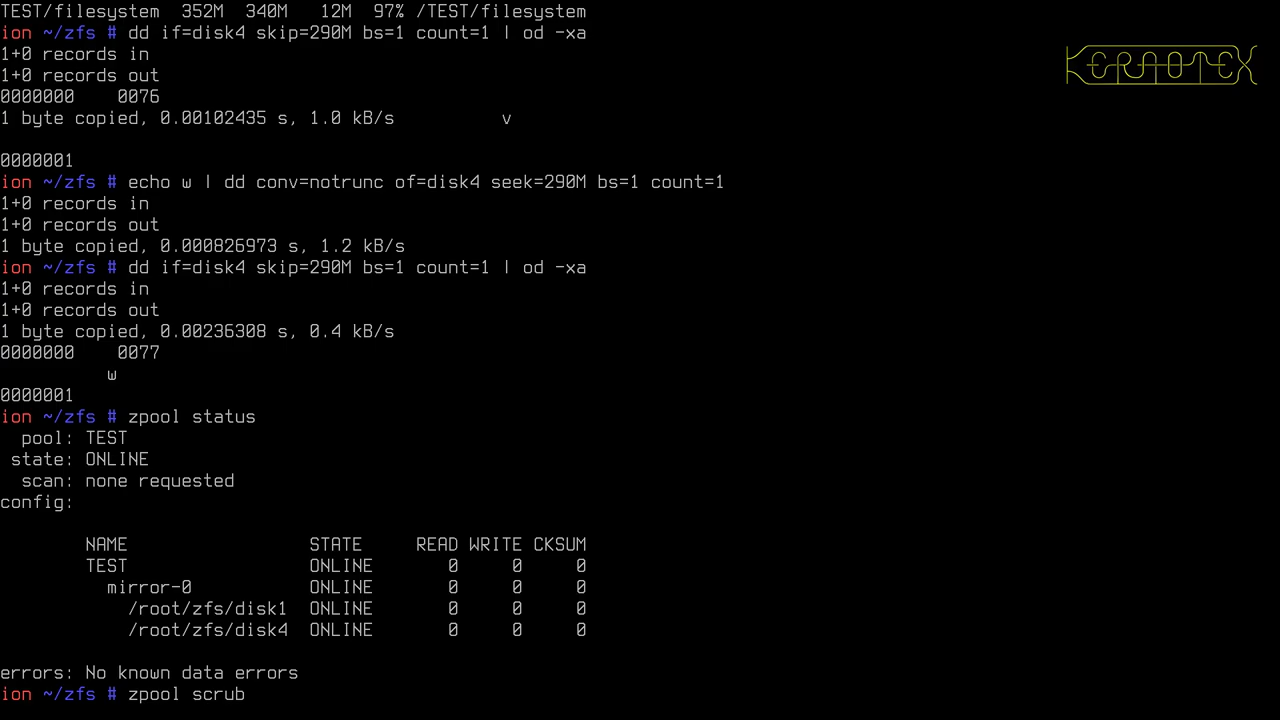 TEST/filesystem  352M  340M   12M  97% /TEST/filesystem
ion ~/zfs # dd if=disk4 skip=290M bs=1 count=1 | od -xa
1+0 records in
1+0 records out
0000000    0076
1 byte copied, 0.00102435 s, 1.0 kB/s          v
0000001
ion ~/zfs # echo w | dd conv=notrunc of=disk4 seek=290M bs=1 count=1
1+0 records in
1+0 records out
1 byte copied, 0.000826973 s, 1.2 kB/s
ion ~/zfs # dd if=disk4 skip=290M bs=1 count=1 | od -xa
1+0 records in
1+0 records out
1 byte copied, 0.00236308 s, 0.4 kB/s
0000000    0077
          w
0000001
ion ~/zfs # zpool status
  pool: TEST
 state: ONLINE
  scan: none requested
config:
        NAME                 STATE     READ WRITE CKSUM
        TEST                 ONLINE       0     0     0
          mirror-0           ONLINE       0     0     0
            /root/zfs/disk1  ONLINE       0     0     0
            /root/zfs/disk4  ONLINE       0     0     0
errors: No known data errors
ion ~/zfs # zpool scrub